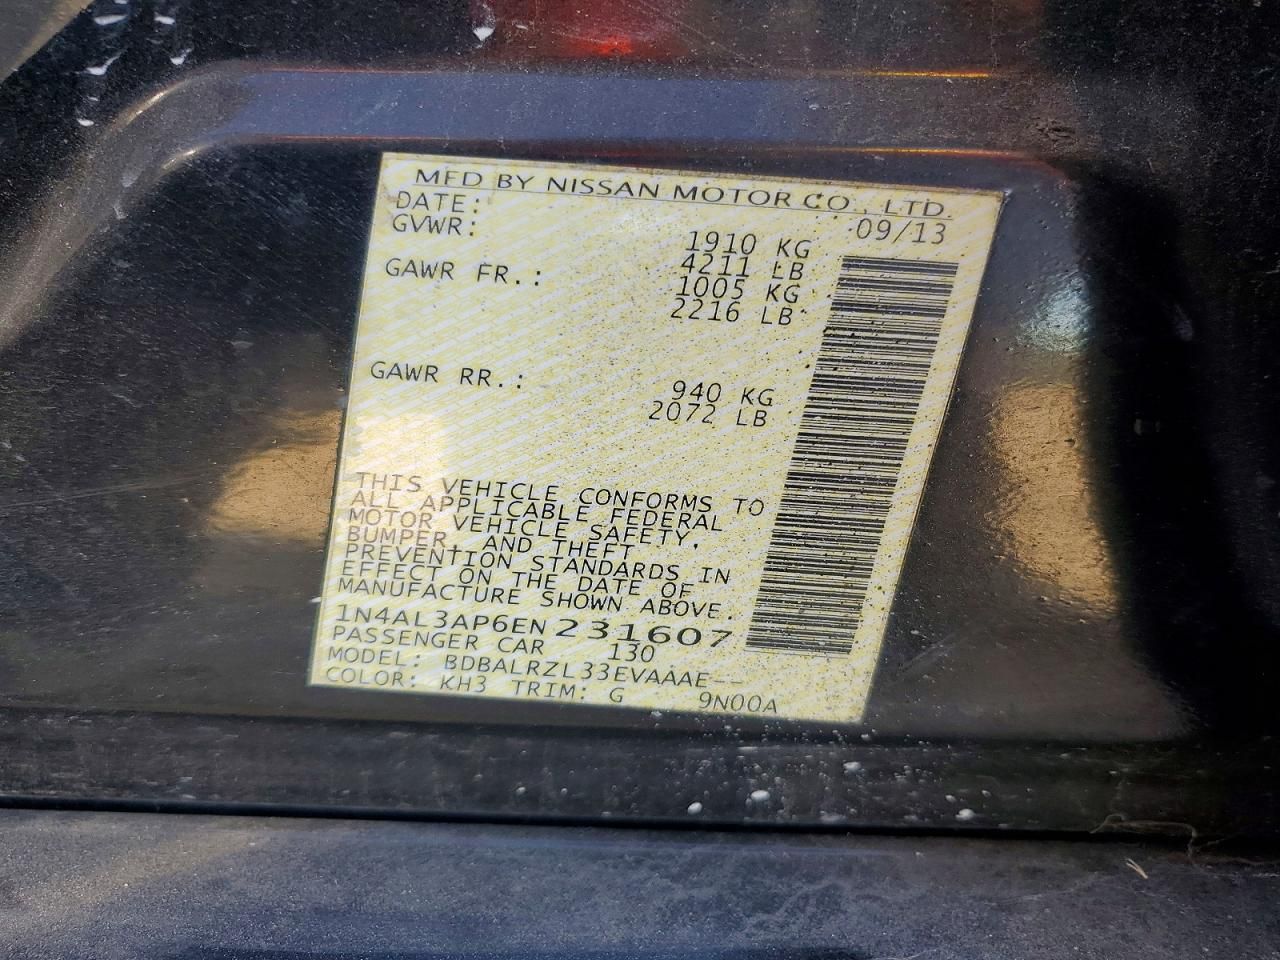 MFD BY NISSAN MOTOR CO., LTD.
DATE: 09/13
GVWR: 1910 KG
4211 LB
GAWR FR.: 1005 KG
2216 LB
GAWR RR.: 940 KG
2072 LB
THIS VEHICLE CONFORMS TO
ALL APPLICABLE FEDERAL
MOTOR VEHICLE SAFETY,
BUMPER, AND THEFT
PREVENTION STANDARDS IN
EFFECT ON THE DATE OF
MANUFACTURE SHOWN ABOVE.
1N4AL3AP6EN231607
PASSENGER CAR 130
MODEL: BDBALRZL33EVAAAE--
COLOR: KH3 TRIM: G 9N00A